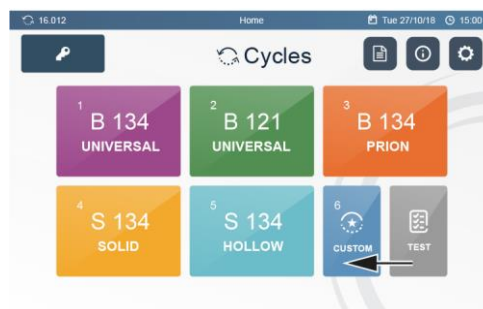 16.012 Home Tue 27/10/18 15:00
Cycles
1 2 3
B 134 B 121 B 134
UNIVERSAL UNIVERSAL PRION
4 5 6
S 134 S 134
SOLID HOLLOW CUSTOM TEST